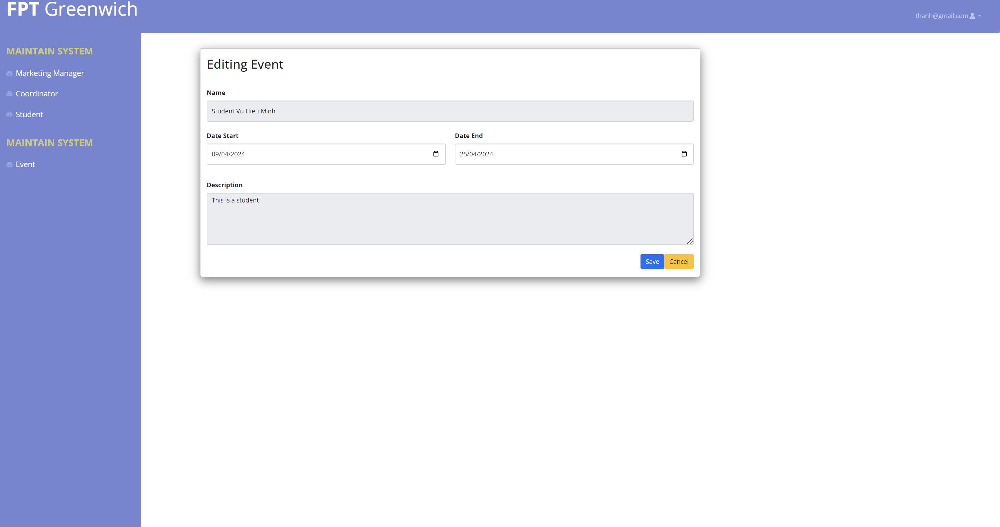 FPT Greenwich
thanh@gmail.com
MAINTAIN SYSTEM
Marketing Manager
Coordinator
Student
MAINTAIN SYSTEM
Event
Editing Event
Name
Student Vu Hieu Minh
Date Start
Date End
09/04/2024
25/04/2024
Description
This is a student
Save
Cancel